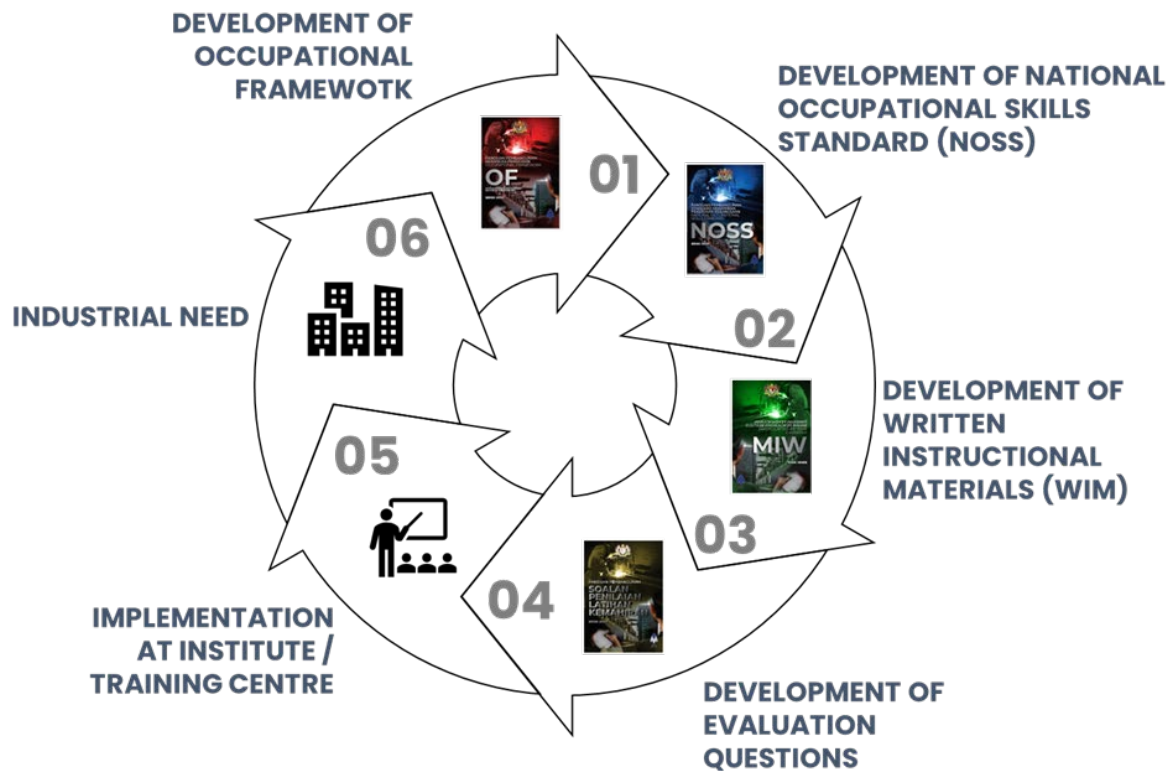 DEVELOPMENT OF
OCCUPATIONAL
FRAMEWOTK
01
OF
DEVELOPMENT OF NATIONAL
OCCUPATIONAL SKILLS
STANDARD (NOSS)
NOSS
02
DEVELOPMENT OF
WRITTEN
INSTRUCTIONAL
MATERIALS (WIM)
MIW
03
DEVELOPMENT OF
EVALUATION
QUESTIONS
SOALAN
PENILAIAN
LATIHAN
04
IMPLEMENTATION
AT INSTITUTE /
TRAINING CENTRE
05
INDUSTRIAL NEED
06